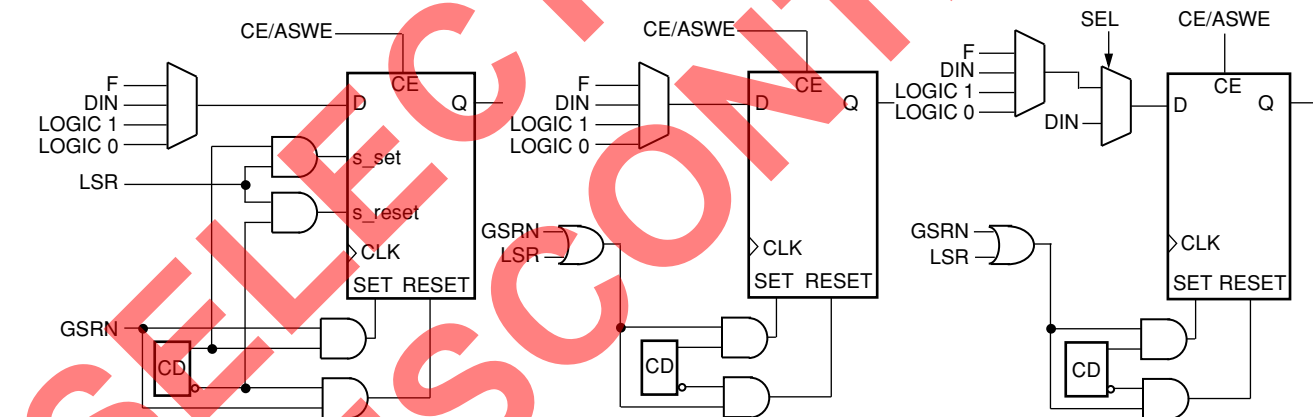 CE/ASWE
F
DIN
LOGIC 1
LOGIC 0
D
CE
Q
s_set
LSR
s_reset
CLK
SET RESET
GSRN
CD
CE/ASWE
F
DIN
LOGIC 1
LOGIC 0
D
CE
Q
GSRN
LSR
CLK
SET RESET
CD
SEL
CE/ASWE
F
DIN
LOGIC 1
LOGIC 0
DIN
D
CE
Q
GSRN
LSR
CLK
SET RESET
CD
SELECT
DISCONT